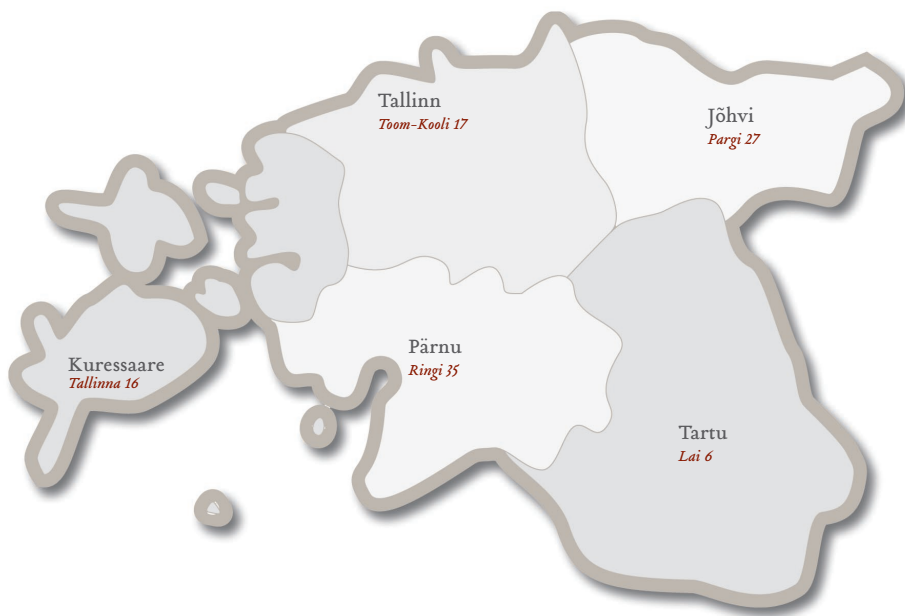 Tallinn
Toom-Kooli 17
Jõhvi
Pargi 27
Kuressaare
Tallinna 16
Pärnu
Ringi 35
Tartu
Lai 6